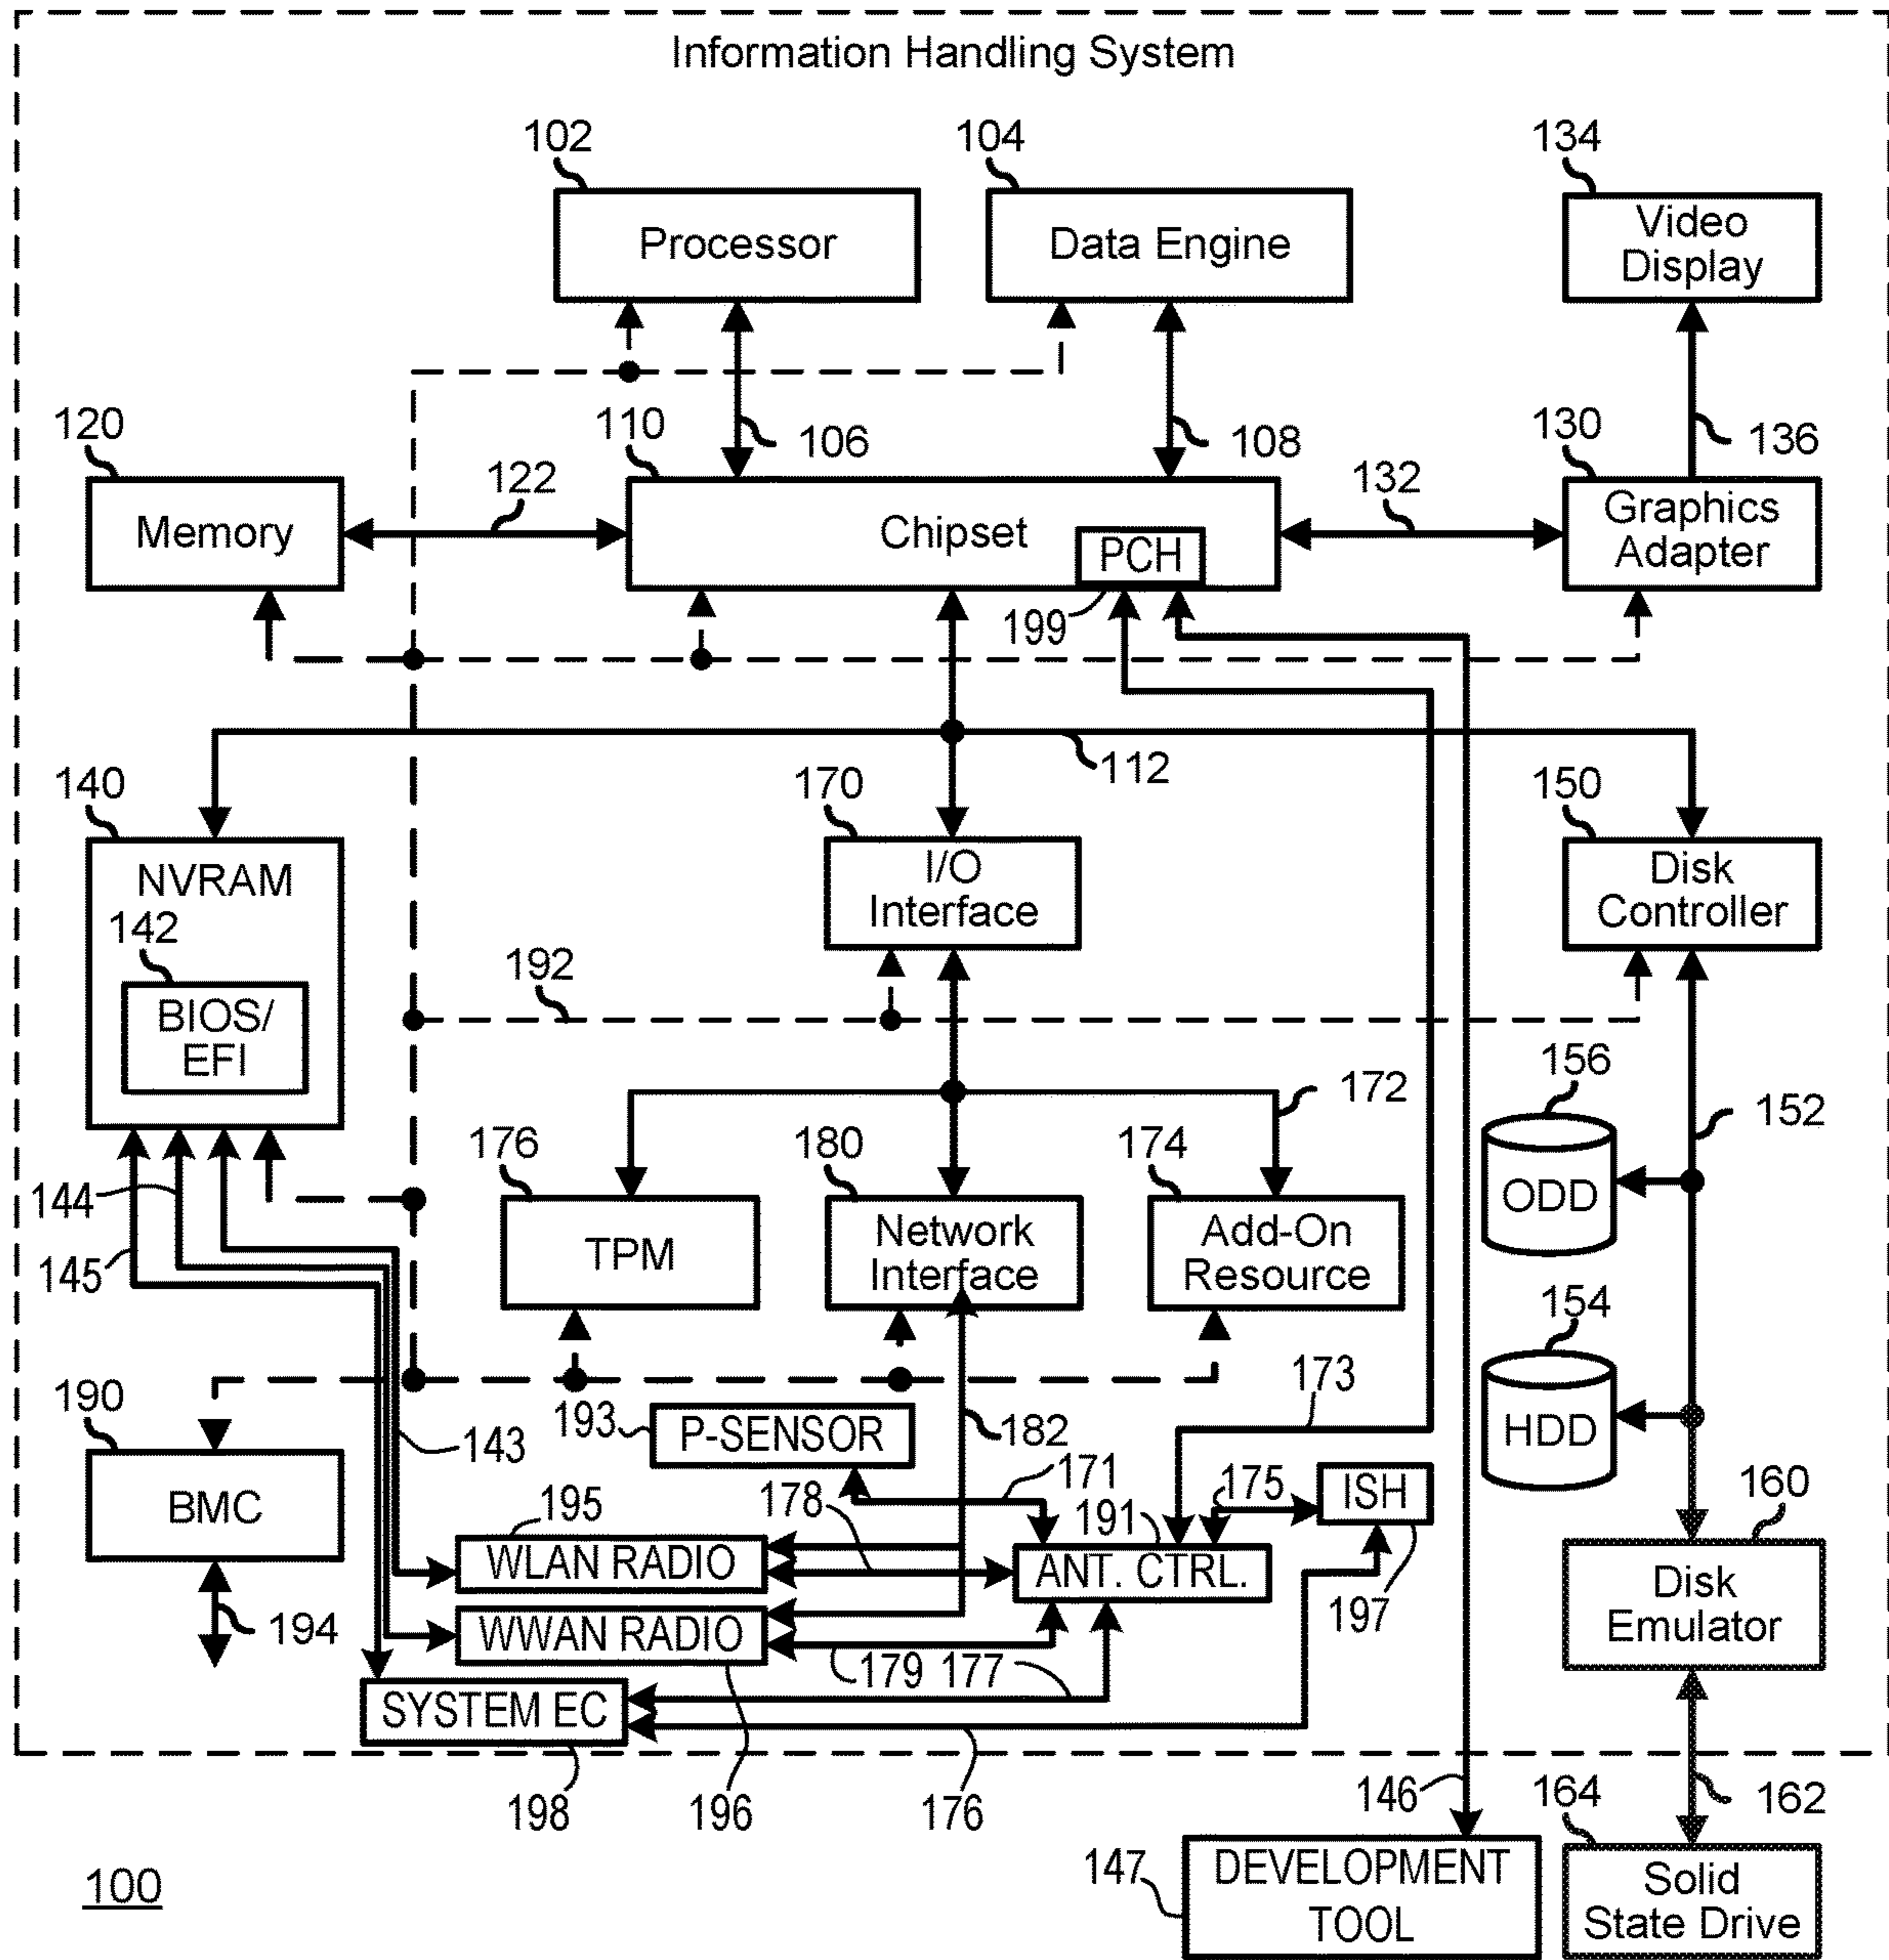 Information Handling System
102
104
134
Processor
Data Engine
Video
Display
120
110
106
108
130
136
122
132
Memory
Chipset
PCH
Graphics
Adapter
199
112
140
170
150
NVRAM
I/O
Interface
Disk
Controller
142
BIOS/
EFI
192
156
172
152
144
176
180
174
ODD
145
TPM
Network
Interface
Add-On
Resource
154
190
193
P-SENSOR
173
HDD
143
182
BMC
195
178
171
175
ISH
160
191
WLAN RADIO
ANT. CTRL.
Disk
Emulator
194
WWAN RADIO
197
179
177
SYSTEM EC
198
196
176
146
164
162
147
DEVELOPMENT
TOOL
Solid
State Drive
100